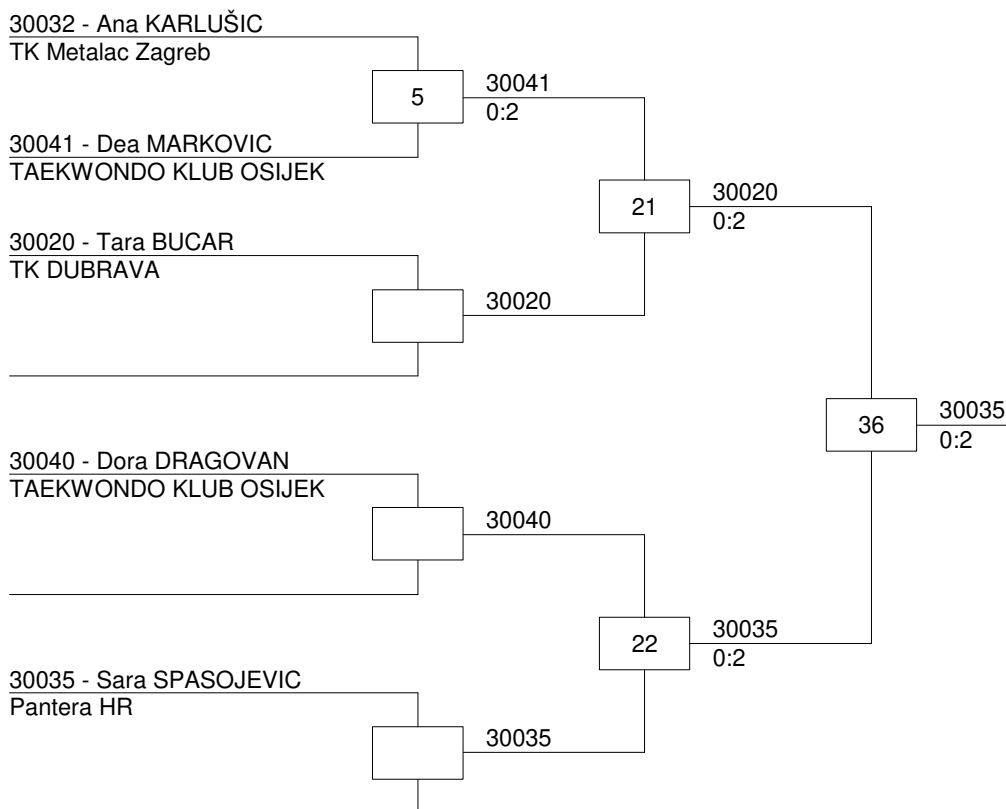 30032 - Ana KARLUŠIC
TK Metalac Zagreb
5
30041
0:2
30041 - Dea MARKOVIC
TAEKWONDO KLUB OSIJEK
21
30020
0:2
30020 - Tara BUCAR
TK DUBRAVA
30020
36
30035
0:2
30040 - Dora DRAGOVAN
TAEKWONDO KLUB OSIJEK
30040
22
30035
0:2
30035 - Sara SPASOJEVIC
Pantera HR
30035